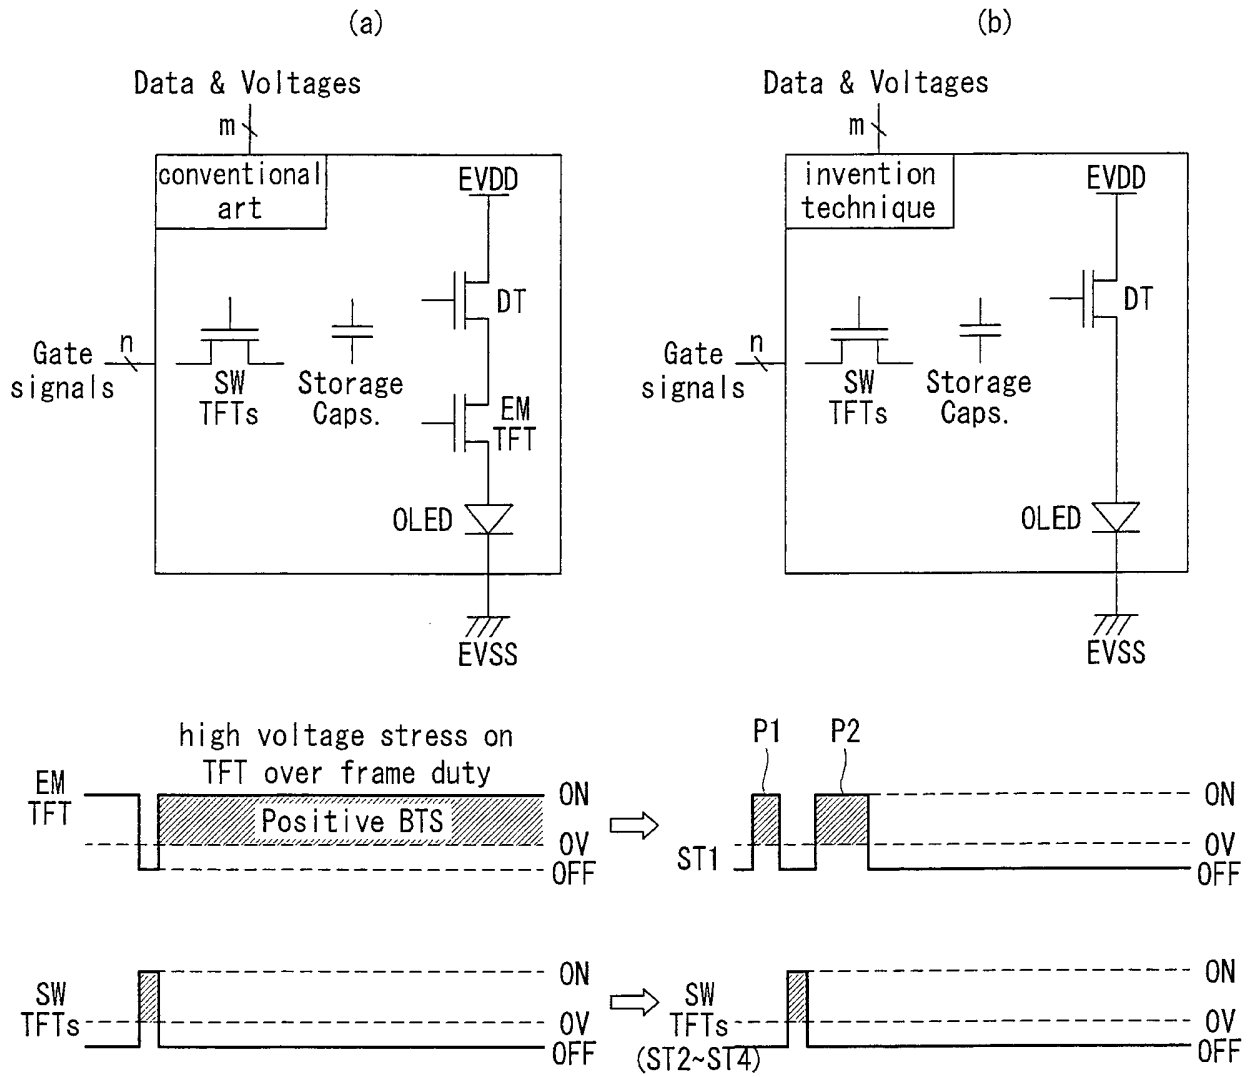 (a)
Data & Voltages
m
conventional
art
EVDD
DT
Gate
signals
n
SW
TFTs
Storage
Caps.
EM
TFT
OLED
EVSS
(b)
Data & Voltages
m
invention
technique
EVDD
DT
Gate
signals
n
SW
TFTs
Storage
Caps.
OLED
EVSS
high voltage stress on
TFT over frame duty
EM
TFT
Positive BTS
ON
0V
OFF
P1
P2
ST1
ON
0V
OFF
SW
TFTs
ON
0V
OFF
SW
TFTs
(ST2~ST4)
ON
0V
OFF